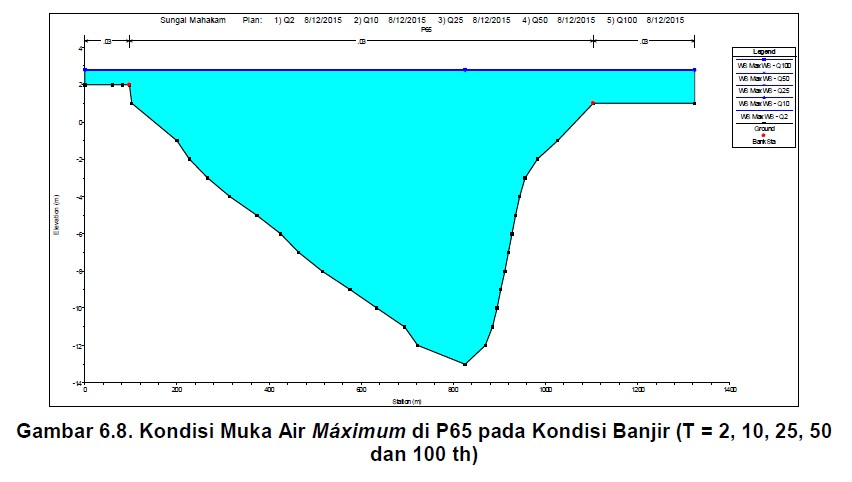 Sungai Mahakam Plan: 1) Q2 8/12/2015 2) Q10 8/12/2015 3) Q25 8/12/2015 4) Q50 8/12/2015 5) Q100 8/12/2015
P65
.03 .03 .03
Legend
WS Max WS - Q100
WS Max WS - Q50
WS Max WS - Q25
WS Max WS - Q10
WS Max WS - Q2
Ground
Bank Sta
4
2
0
-2
-4
-6
-8
-10
-12
-14
Elevation (m)
0 200 400 600 800 1000 1200 1400
Station (m)
Gambar 6.8. Kondisi Muka Air Máximum di P65 pada Kondisi Banjir (T = 2, 10, 25, 50
dan 100 th)